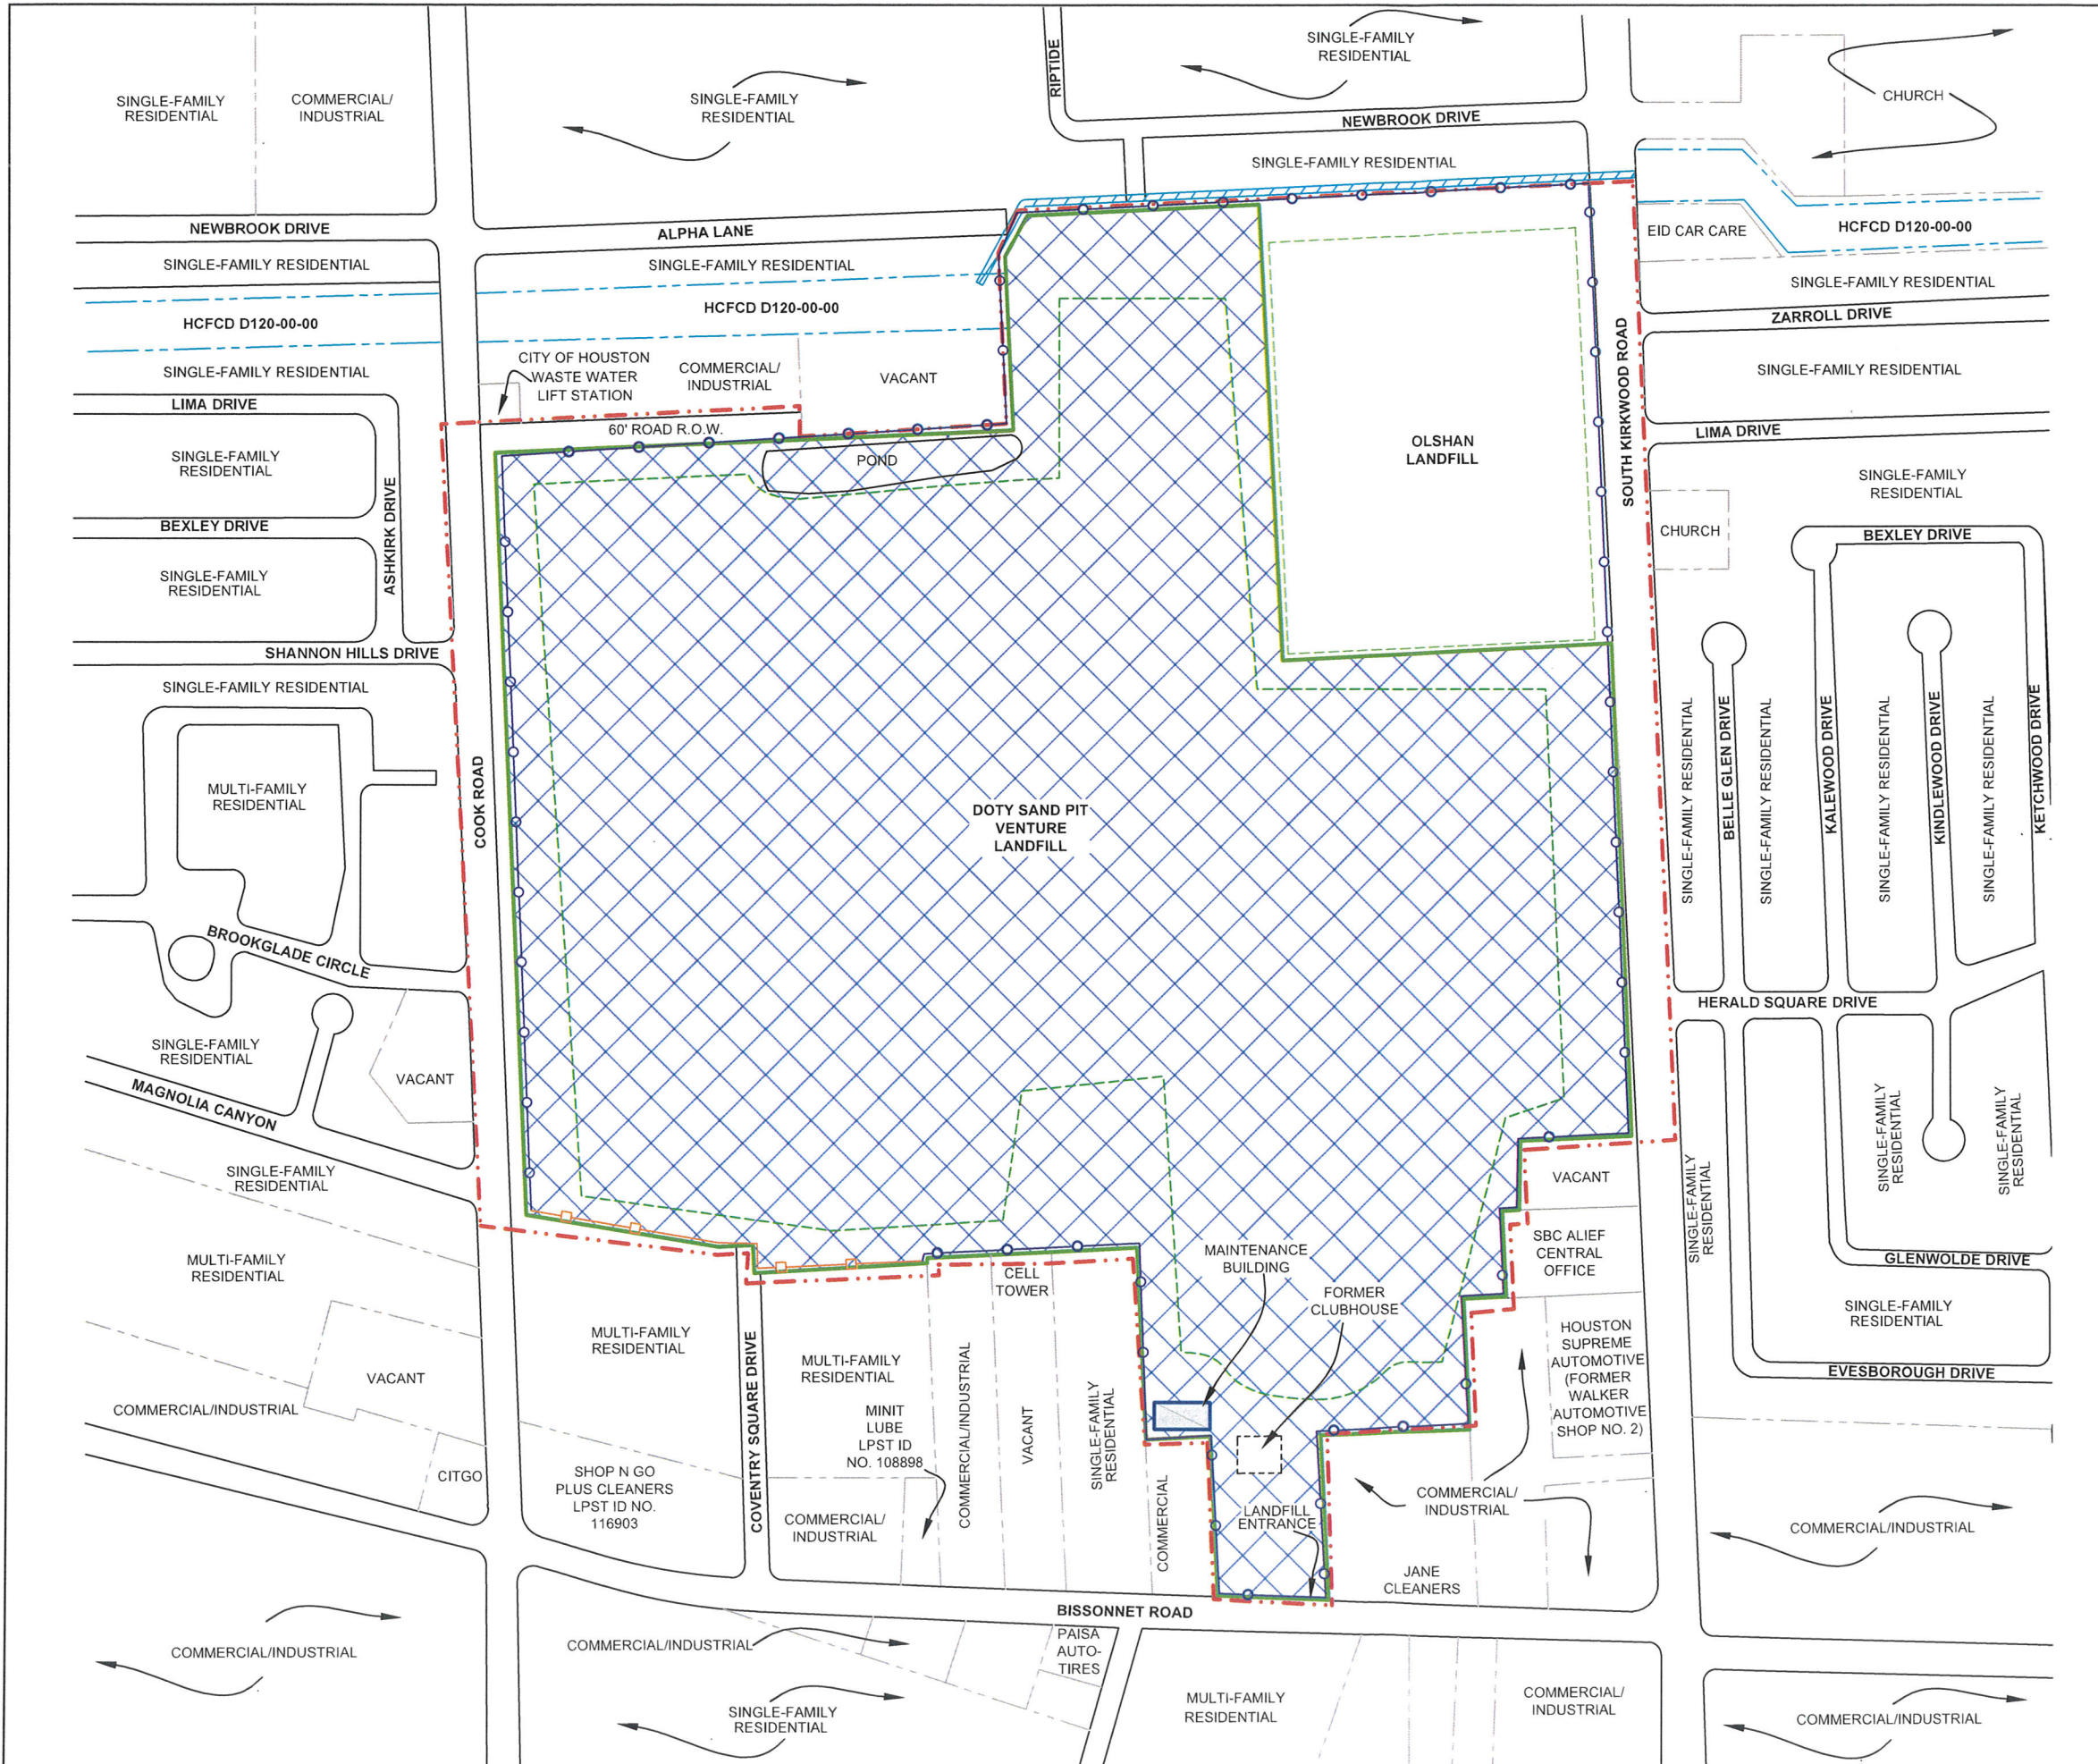 SINGLE-FAMILY
RESIDENTIAL
COMMERCIAL/
INDUSTRIAL
SINGLE-FAMILY
RESIDENTIAL
RIPTIDE
SINGLE-FAMILY
RESIDENTIAL
CHURCH
NEWBROOK DRIVE
SINGLE-FAMILY RESIDENTIAL
NEWBROOK DRIVE
ALPHA LANE
EID CAR CARE
HCFCD D120-00-00
SINGLE-FAMILY RESIDENTIAL
SINGLE-FAMILY RESIDENTIAL
SINGLE-FAMILY RESIDENTIAL
HCFCD D120-00-00
HCFCD D120-00-00
ZARROLL DRIVE
SINGLE-FAMILY RESIDENTIAL
CITY OF HOUSTON
WASTE WATER
LIFT STATION
COMMERCIAL/
INDUSTRIAL
VACANT
SINGLE-FAMILY RESIDENTIAL
SOUTH KIRKWOOD ROAD
LIMA DRIVE
60' ROAD R.O.W.
LIMA DRIVE
OLSHAN
LANDFILL
SINGLE-FAMILY
RESIDENTIAL
POND
SINGLE-FAMILY
RESIDENTIAL
ASHKIRK DRIVE
BEXLEY DRIVE
CHURCH
BEXLEY DRIVE
SINGLE-FAMILY
RESIDENTIAL
SHANNON HILLS DRIVE
SINGLE-FAMILY RESIDENTIAL
MULTI-FAMILY
RESIDENTIAL
COOK ROAD
DOTY SAND PIT
VENTURE
LANDFILL
SINGLE-FAMILY RESIDENTIAL
BELLE GLEN DRIVE
SINGLE-FAMILY RESIDENTIAL
KALEWOOD DRIVE
SINGLE-FAMILY RESIDENTIAL
KINDLEWOOD DRIVE
SINGLE-FAMILY RESIDENTIAL
KETCHWOOD DRIVE
BROOKGLADE CIRCLE
HERALD SQUARE DRIVE
SINGLE-FAMILY
RESIDENTIAL
VACANT
MAGNOLIA CANYON
SINGLE-FAMILY
RESIDENTIAL
SINGLE-FAMILY
RESIDENTIAL
SINGLE-FAMILY
RESIDENTIAL
SINGLE-FAMILY
RESIDENTIAL
VACANT
MULTI-FAMILY
RESIDENTIAL
SBC ALIEF
CENTRAL
OFFICE
MAINTENANCE
BUILDING
CELL
TOWER
FORMER
CLUBHOUSE
GLENWOLDE DRIVE
SINGLE-FAMILY
RESIDENTIAL
MULTI-FAMILY
RESIDENTIAL
COVENTRY SQUARE DRIVE
MULTI-FAMILY
RESIDENTIAL
HOUSTON
SUPREME
AUTOMOTIVE
(FORMER
WALKER
AUTOMOTIVE
SHOP NO. 2)
EVESBOROUGH DRIVE
VACANT
COMMERCIAL/INDUSTRIAL
MINIT
LUBE
LPST ID
NO. 108898
COMMERCIAL/INDUSTRIAL
VACANT
SINGLE-FAMILY
RESIDENTIAL
COMMERCIAL
CITGO
SHOP N GO
PLUS CLEANERS
LPST ID NO.
116903
COMMERCIAL/
INDUSTRIAL
LANDFILL
ENTRANCE
COMMERCIAL/
INDUSTRIAL
COMMERCIAL/INDUSTRIAL
JANE
CLEANERS
BISSONNET ROAD
COMMERCIAL/INDUSTRIAL
COMMERCIAL/INDUSTRIAL
PAISA
AUTO-
TIRES
SINGLE-FAMILY
RESIDENTIAL
MULTI-FAMILY
RESIDENTIAL
COMMERCIAL/
INDUSTRIAL
COMMERCIAL/INDUSTRIAL